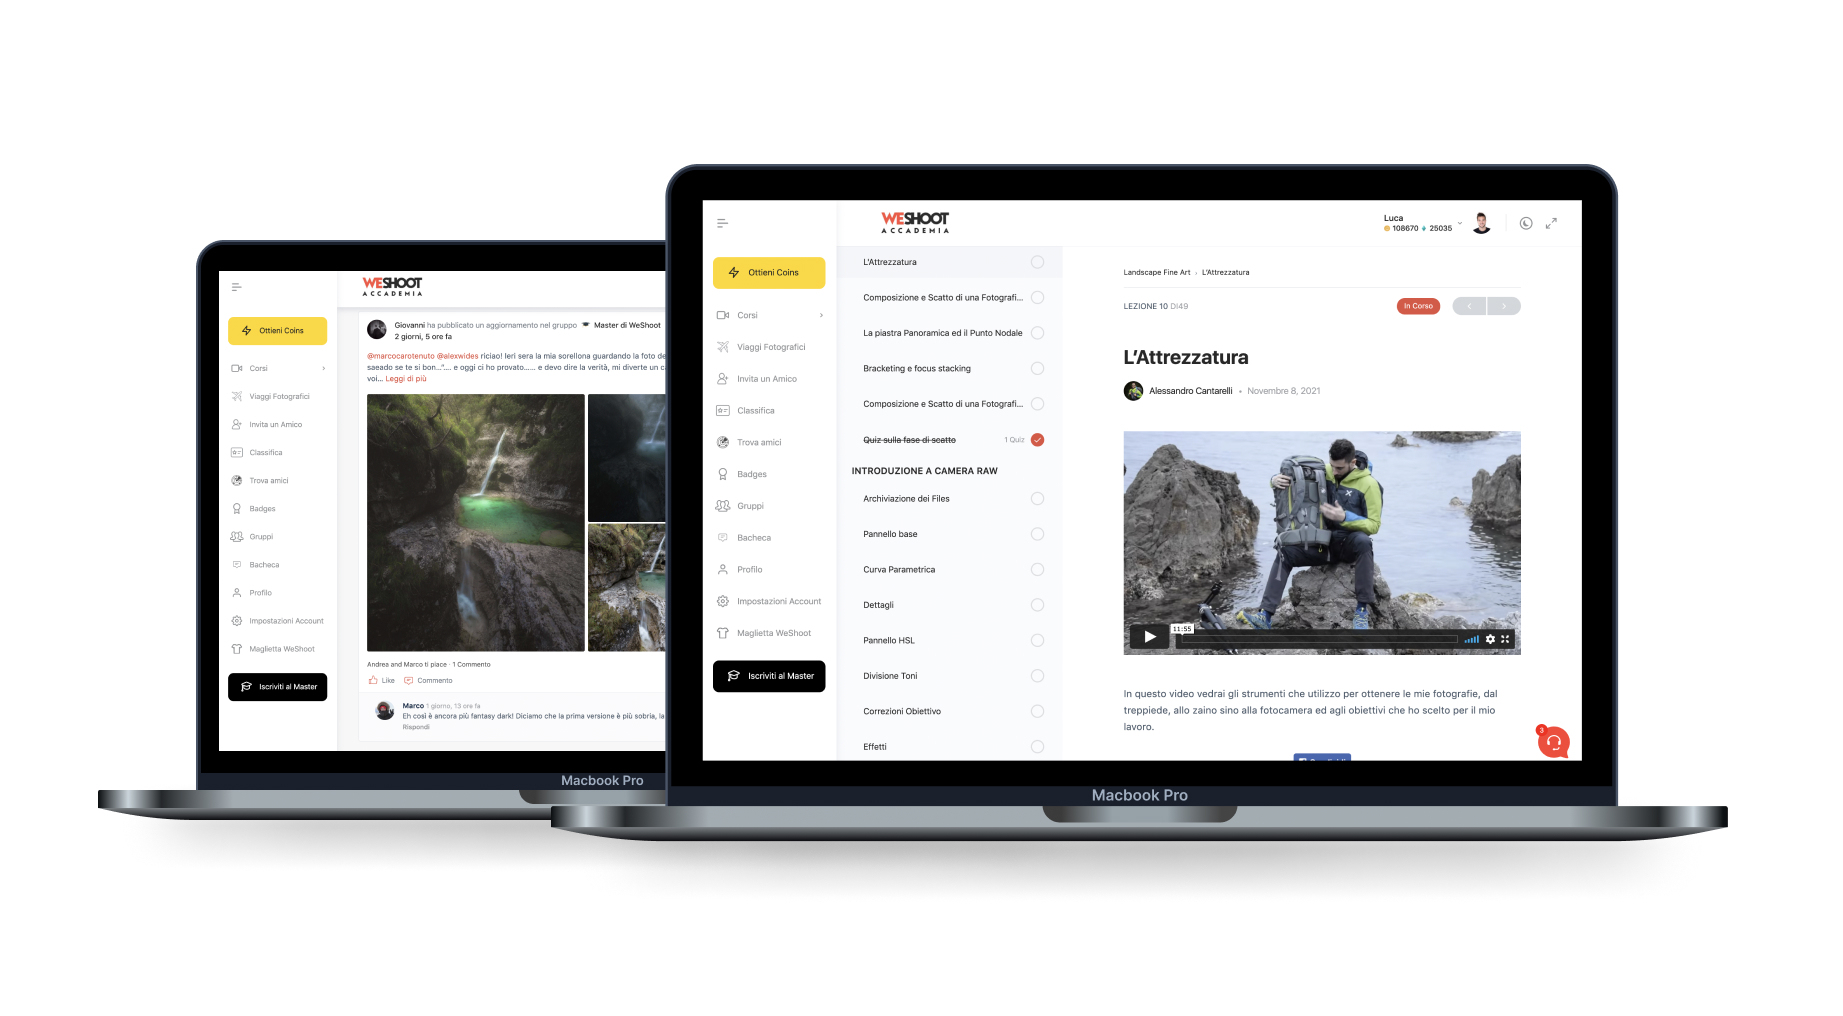 WESHOOT
ACCADEMIA
Ottieni Coins
Corsi
Viaggi Fotografici
Invita un Amico
Classifica
Trova amici
Badges
Gruppi
Bacheca
Profilo
Impostazioni Account
Maglietta WeShoot
Iscriviti al Master
Giovanni ha pubblicato un aggiornamento nel gruppo Master di WeShoot
2 giorni, 5 ore fa
@marcocarotenuto @alexwides riciao! Ieri sera la mia sorellona guardando la foto de
saeado se te si bon...".... e oggi ci ho provato...... e devo dire la verità, mi diverte un c
voi... Leggi di più
Andrea and Marco ti piace · 1 Commento
Like Commento
Marco 1 giorno, 13 ore fa
Eh così è ancora più fantasy dark! Diciamo che la prima versione è più sobria, la
Rispondi
Macbook Pro
WESHOOT
ACCADEMIA
Luca
108670 25035
Ottieni Coins
Corsi
Viaggi Fotografici
Invita un Amico
Classifica
Trova amici
Badges
Gruppi
Bacheca
Profilo
Impostazioni Account
Maglietta WeShoot
Iscriviti al Master
L'Attrezzatura
Composizione e Scatto di una Fotografi...
La piastra Panoramica ed il Punto Nodale
Bracketing e focus stacking
Composizione e Scatto di una Fotografi...
Quiz sulla fase di scatto 1 Quiz
INTRODUZIONE A CAMERA RAW
Archiviazione dei Files
Pannello base
Curva Parametrica
Dettagli
Pannello HSL
Divisione Toni
Correzioni Obiettivo
Effetti
Landscape Fine Art › L'Attrezzatura
LEZIONE 10 DI49
In Corso
L'Attrezzatura
Alessandro Cantarelli • Novembre 8, 2021
11:55
In questo video vedrai gli strumenti che utilizzo per ottenere le mie fotografie, dal
treppiede, allo zaino sino alla fotocamera ed agli obiettivi che ho scelto per il mio
lavoro.
3
Macbook Pro